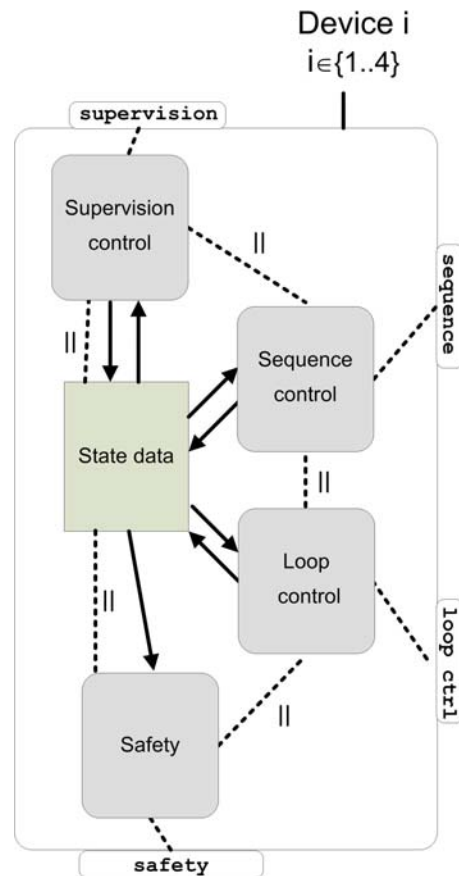 Device i
i∈{1..4}
supervision
Supervision
control
||
||
sequence
Sequence
control
State data
||
Loop
control
||
loop ctrl
||
Safety
safety